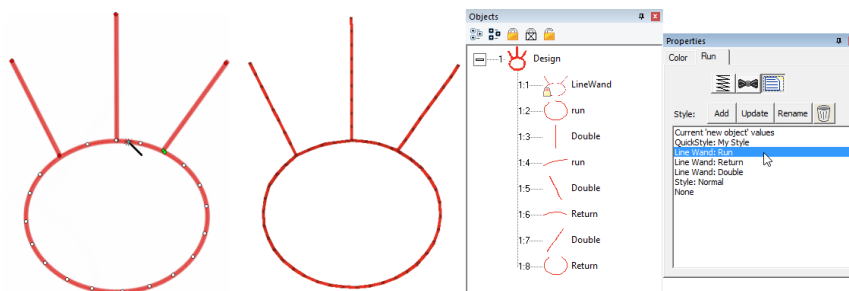 Objects
1 Design
1:1 LineWand
1:2 run
1:3 Double
1:4 run
1:5 Double
1:6 Return
1:7 Double
1:8 Return
Properties
Color Run
Style: Add Update Rename
Current 'new object' values
QuickStyle: My Style
Line Wand: Run
Line Wand: Return
Line Wand: Double
Style: Normal
None